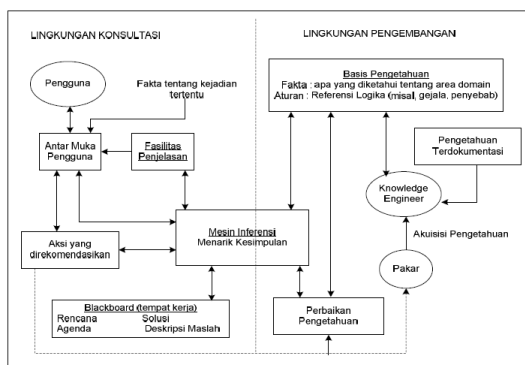 LINGKUNGAN KONSULTASI
LINGKUNGAN PENGEMBANGAN
Pengguna
Fakta tentang kejadian
tertentu
Antar Muka
Pengguna
Fasilitas
Penjelasan
Aksi yang
direkomendasikan
Mesin Inferensi
Menarik Kesimpulan
Blackboard (tempat kerja)
Rencana Solusi
Agenda Deskripsi Maslah
Basis Pengetahuan
Fakta : apa yang diketahui tentang area domain
Aturan : Referensi Logika (misal, gejala, penyebab)
Pengetahuan
Terdokumentasi
Knowledge
Engineer
Akuisisi Pengetahuan
Pakar
Perbaikan
Pengetahuan